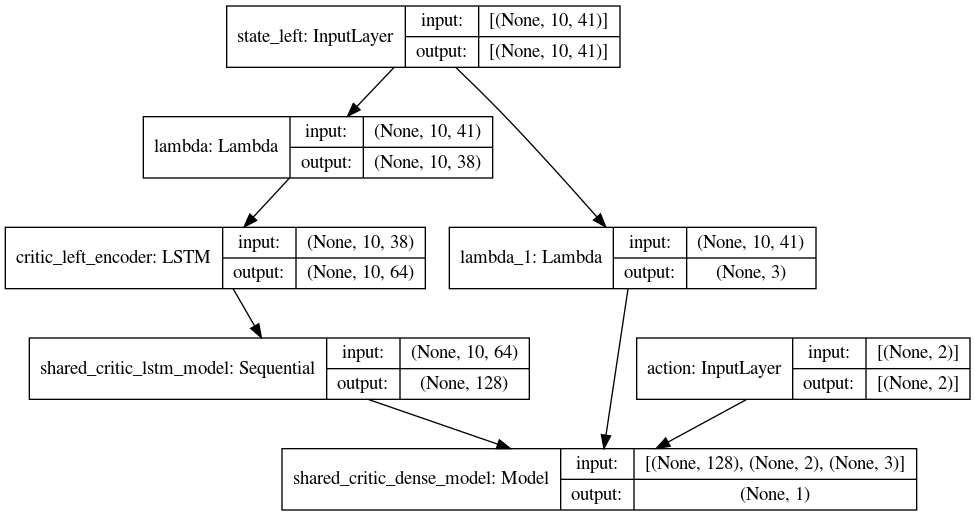 state_left: InputLayer
input: [(None, 10, 41)]
output: [(None, 10, 41)]
lambda: Lambda
input: (None, 10, 41)
output: (None, 10, 38)
critic_left_encoder: LSTM
input: (None, 10, 38)
output: (None, 10, 64)
lambda_1: Lambda
input: (None, 10, 41)
output: (None, 3)
shared_critic_lstm_model: Sequential
input: (None, 10, 64)
output: (None, 128)
action: InputLayer
input: [(None, 2)]
output: [(None, 2)]
shared_critic_dense_model: Model
input: [(None, 128), (None, 2), (None, 3)]
output: (None, 1)